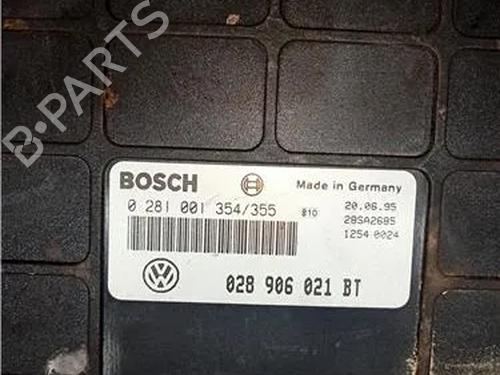 B-PARTS
BOSCH Made in Germany
0 281 001 354/355 810 20.06.95
28SA2685
1254 0024
028 906 021 BT